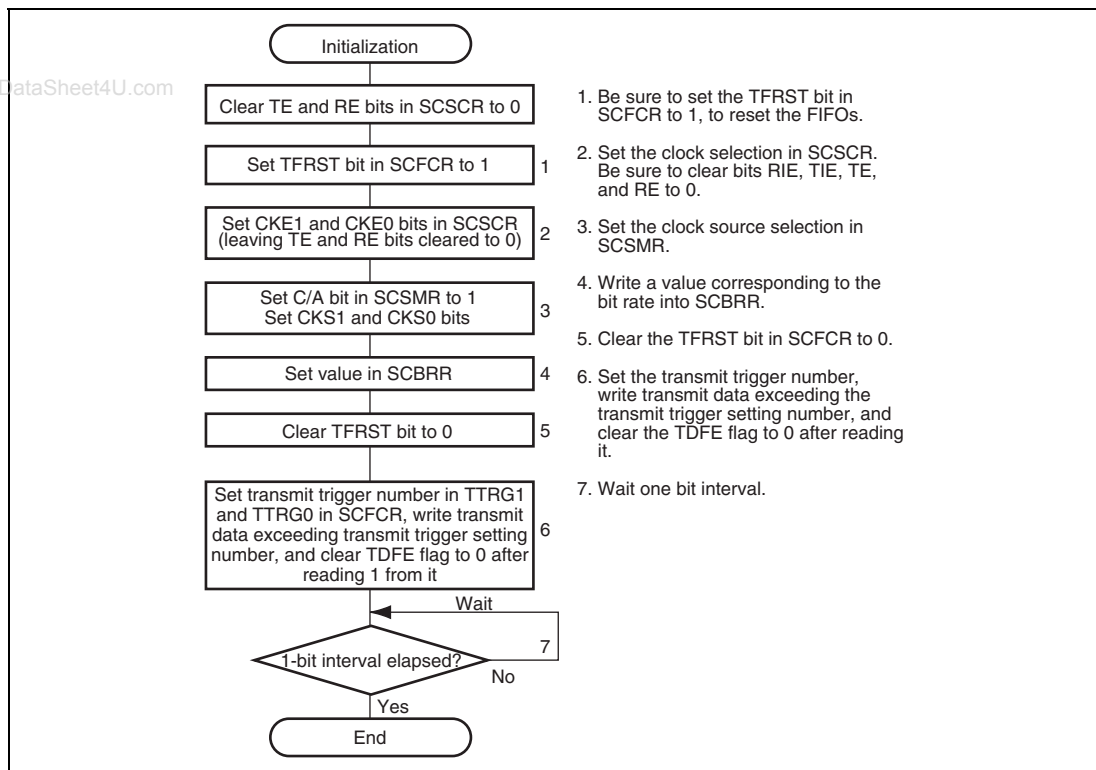 DataSheet4U.com
Initialization
Clear TE and RE bits in SCSCR to 0
Set TFRST bit in SCFCR to 1
1
Set CKE1 and CKE0 bits in SCSCR
(leaving TE and RE bits cleared to 0)
2
Set C/A bit in SCSMR to 1
Set CKS1 and CKS0 bits
3
Set value in SCBRR
4
Clear TFRST bit to 0
5
Set transmit trigger number in TTRG1
and TTRG0 in SCFCR, write transmit
data exceeding transmit trigger setting
number, and clear TDFE flag to 0 after
reading 1 from it
6
Wait
1-bit interval elapsed?
7
No
Yes
End
1. Be sure to set the TFRST bit in
SCFCR to 1, to reset the FIFOs.
2. Set the clock selection in SCSCR.
Be sure to clear bits RIE, TIE, TE,
and RE to 0.
3. Set the clock source selection in
SCSMR.
4. Write a value corresponding to the
bit rate into SCBRR.
5. Clear the TFRST bit in SCFCR to 0.
6. Set the transmit trigger number,
write transmit data exceeding the
transmit trigger setting number, and
clear the TDFE flag to 0 after reading
it.
7. Wait one bit interval.